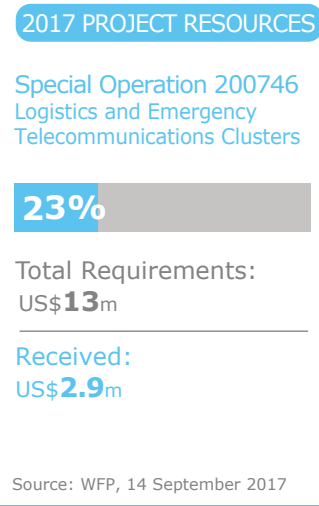 2017 PROJECT RESOURCES
Special Operation 200746
Logistics and Emergency
Telecommunications Clusters
23%
Total Requirements:
US$13m
Received:
US$2.9m
Source: WFP, 14 September 2017